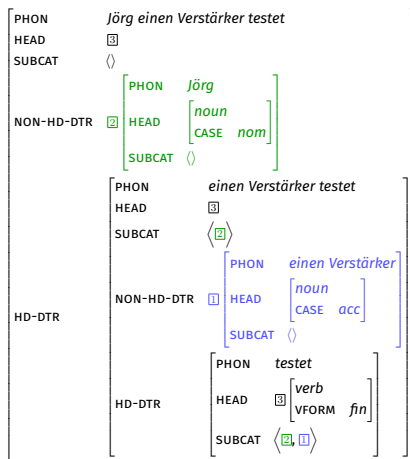 PHON Jörg einen Verstärker testet
HEAD 3
SUBCAT ⟨⟩
PHON Jörg
noun
NON-HD-DTR 2 HEAD
CASE nom
SUBCAT ⟨⟩
PHON einen Verstärker testet
HEAD 3
SUBCAT ⟨2⟩
PHON einen Verstärker
noun
NON-HD-DTR 1 HEAD
CASE acc
SUBCAT ⟨⟩
HD-DTR
PHON testet
verb
HD-DTR HEAD 3
VFORM fin
SUBCAT ⟨2, 1⟩